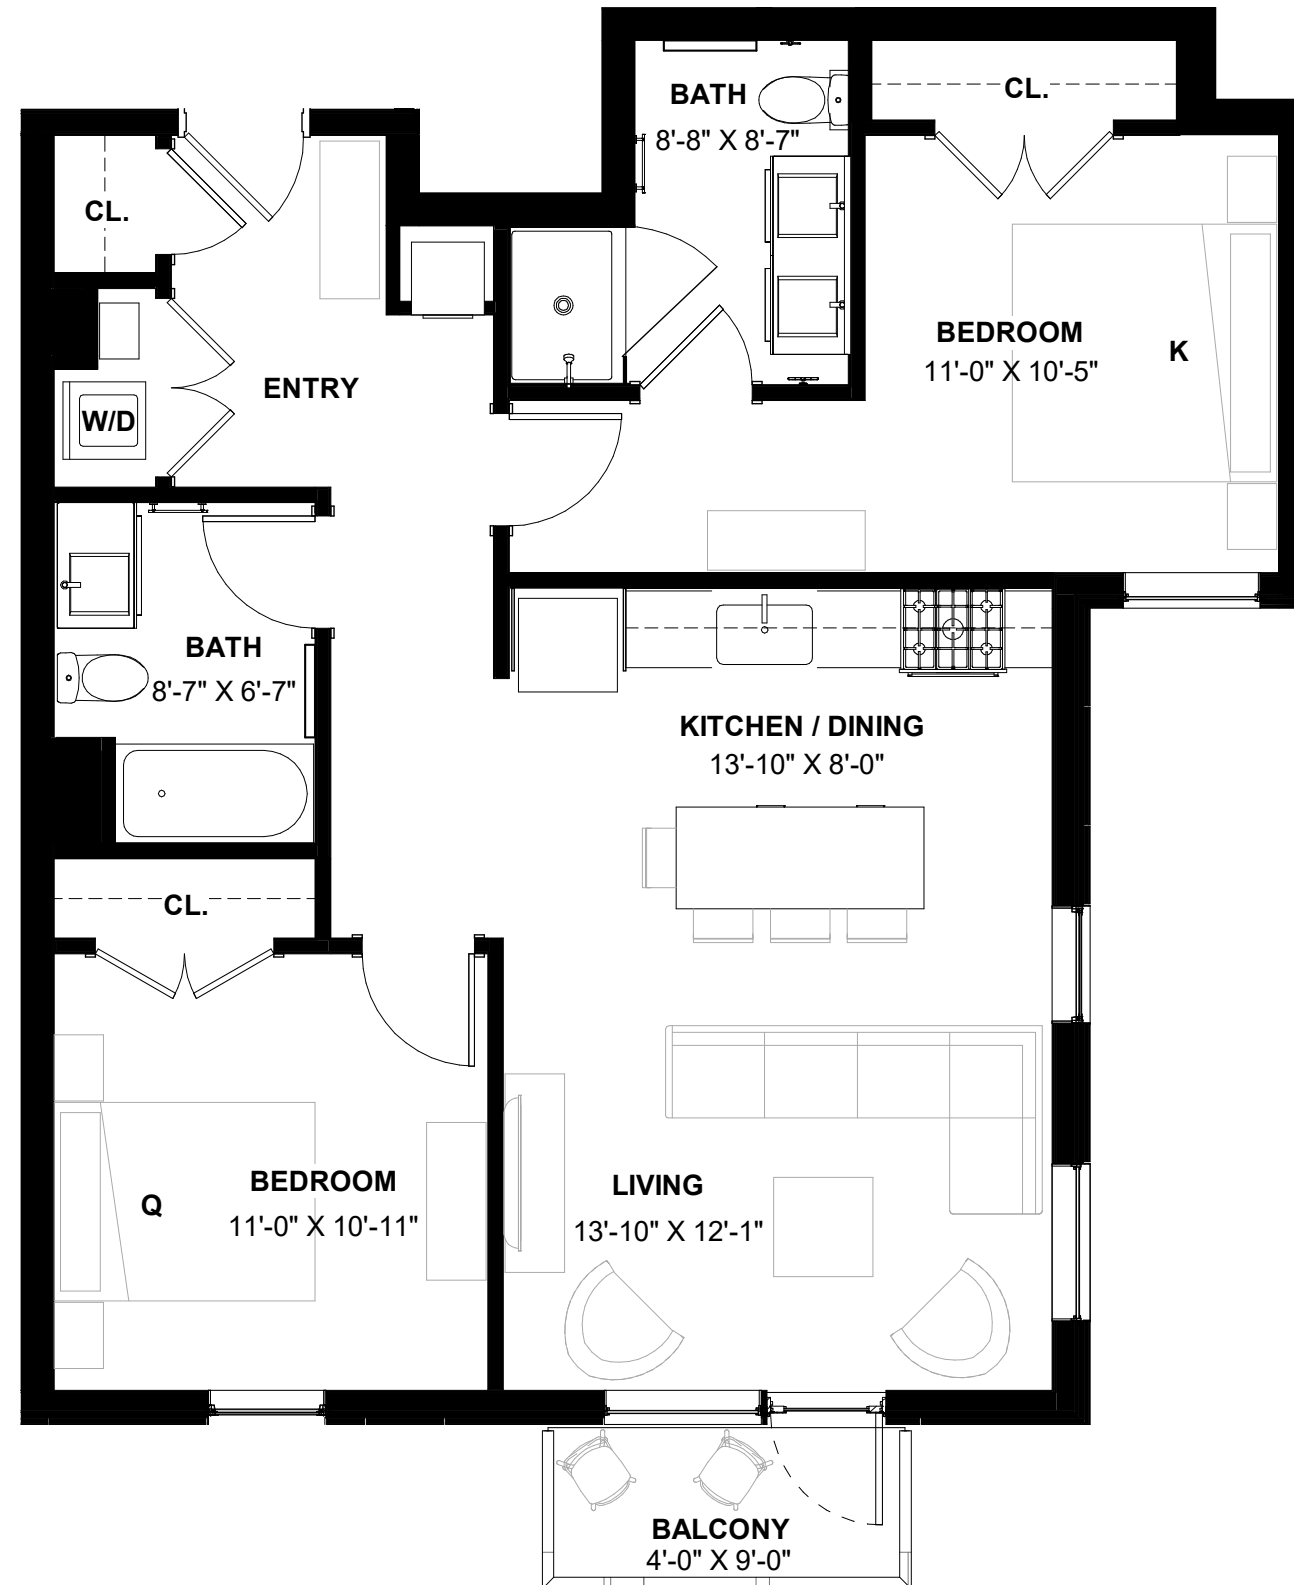 BATH
8'-8" X 8'-7"
CL.
CL.
BEDROOM
11'-0" X 10'-5"
K
ENTRY
W/D
BATH
8'-7" X 6'-7"
KITCHEN / DINING
13'-10" X 8'-0"
CL.
BEDROOM
11'-0" X 10'-11"
Q
LIVING
13'-10" X 12'-1"
BALCONY
4'-0" X 9'-0"